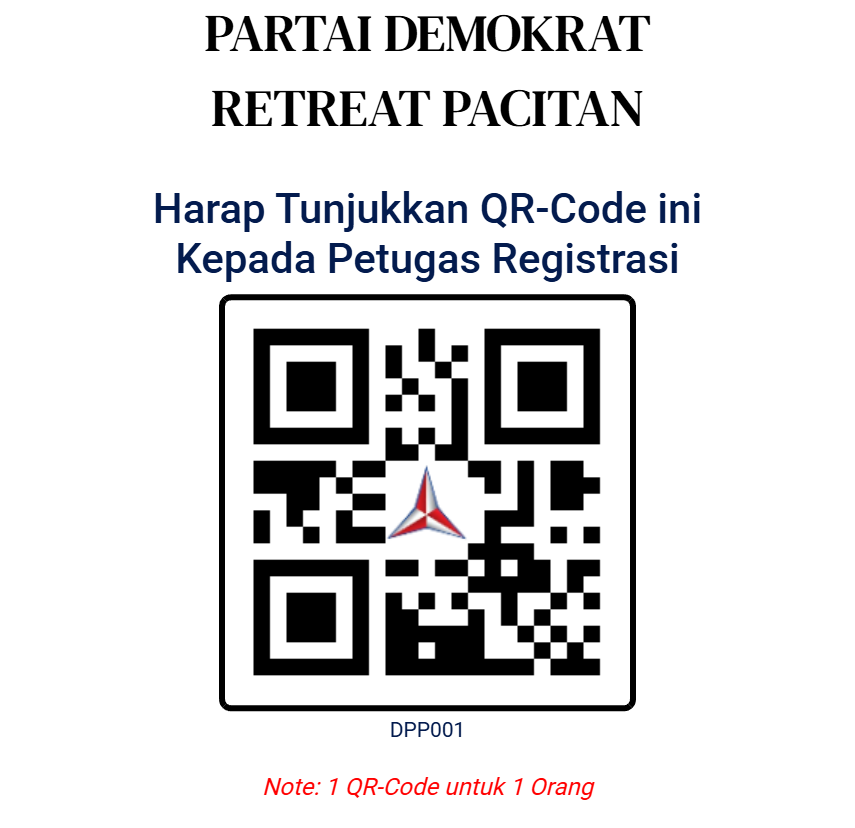 PARTAI DEMOKRAT
RETREAT PACITAN
Harap Tunjukkan QR-Code ini
Kepada Petugas Registrasi
DPP001
Note: 1 QR-Code untuk 1 Orang